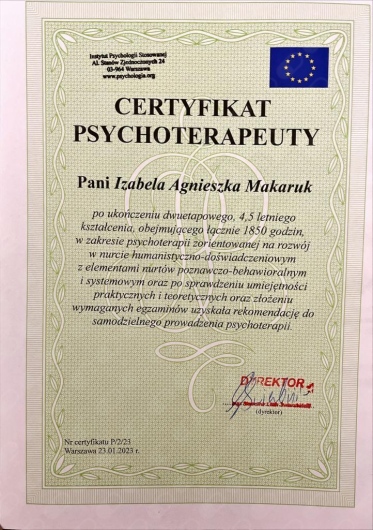 Instytut Psychologii Stosowanej
Al. Stanów Zjednoczonych 24
03-964 Warszawa
www.psychologia.org
CERTYFIKAT
PSYCHOTERAPEUTY
Pani Izabela Agnieszka Makaruk
po ukończeniu dwuetapowego, 4,5 letniego
kształcenia, obejmującego łącznie 1850 godzin,
w zakresie psychoterapii zorientowanej na rozwój
w nurcie humanistyczno-doświadczeniowym
z elementami nurtów poznawczo-behawioralnym
i systemowym oraz po sprawdzeniu umiejętności
praktycznych i teoretycznych oraz złożeniu
wymaganych egzaminów uzyskała rekomendację do
samodzielnego prowadzenia psychoterapii.
DYREKTOR
(dyrektor)
Nr certyfikatu P/2/23
Warszawa 23.01.2023 r.